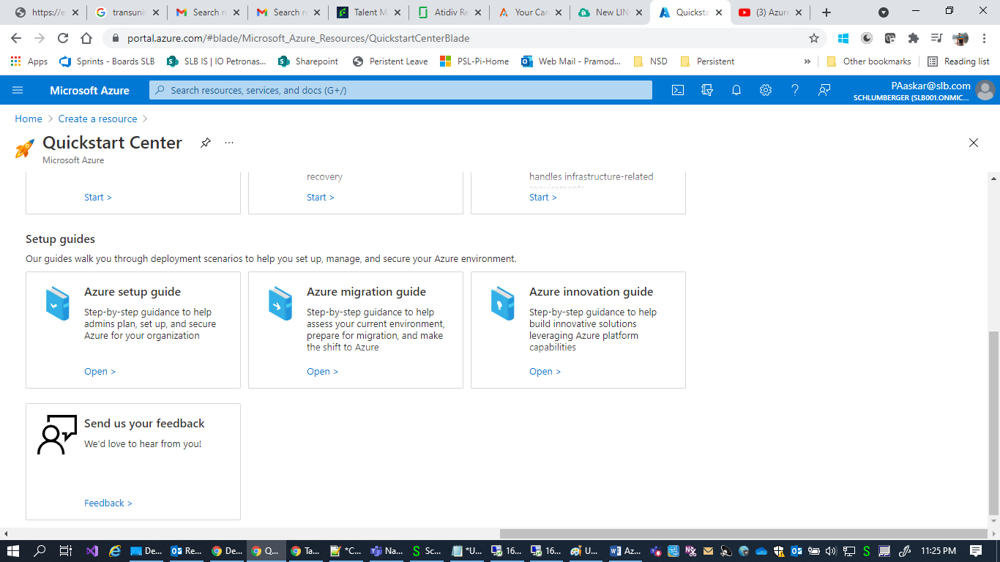 https://e
transunio
Search re
Search re
Talent M
Atidiv Re
Your Car
New LIN
Quicksta
(3) Azure
portal.azure.com/#blade/Microsoft_Azure_Resources/QuickstartCenterBlade
Apps
Sprints - Boards SLB
SLB IS | IO Petronas...
Sharepoint
Peristent Leave
PSL-Pi-Home
Web Mail - Pramod...
NSD
Persistent
»
Other bookmarks
Reading list
Microsoft Azure
Search resources, services, and docs (G+/)
PAaskar@slb.com
SCHLUMBERGER (SLB001.ONMIC...
Home > Create a resource >
Quickstart Center
...
Microsoft Azure
recovery
handles infrastructure-related
requirements
Start >
Start >
Start >
Setup guides
Our guides walk you through deployment scenarios to help you set up, manage, and secure your Azure environment.
Azure setup guide
Step-by-step guidance to help
admins plan, set up, and secure
Azure for your organization
Open >
Azure migration guide
Step-by-step guidance to help
assess your current environment,
prepare for migration, and make
the shift to Azure
Open >
Azure innovation guide
Step-by-step guidance to help
build innovative solutions
leveraging Azure platform
capabilities
Open >
Send us your feedback
We'd love to hear from you!
Feedback >
De...
Re...
De...
Q...
Ta...
*C...
Na...
Sc...
*U...
16...
16...
U...
Az...
11:25 PM